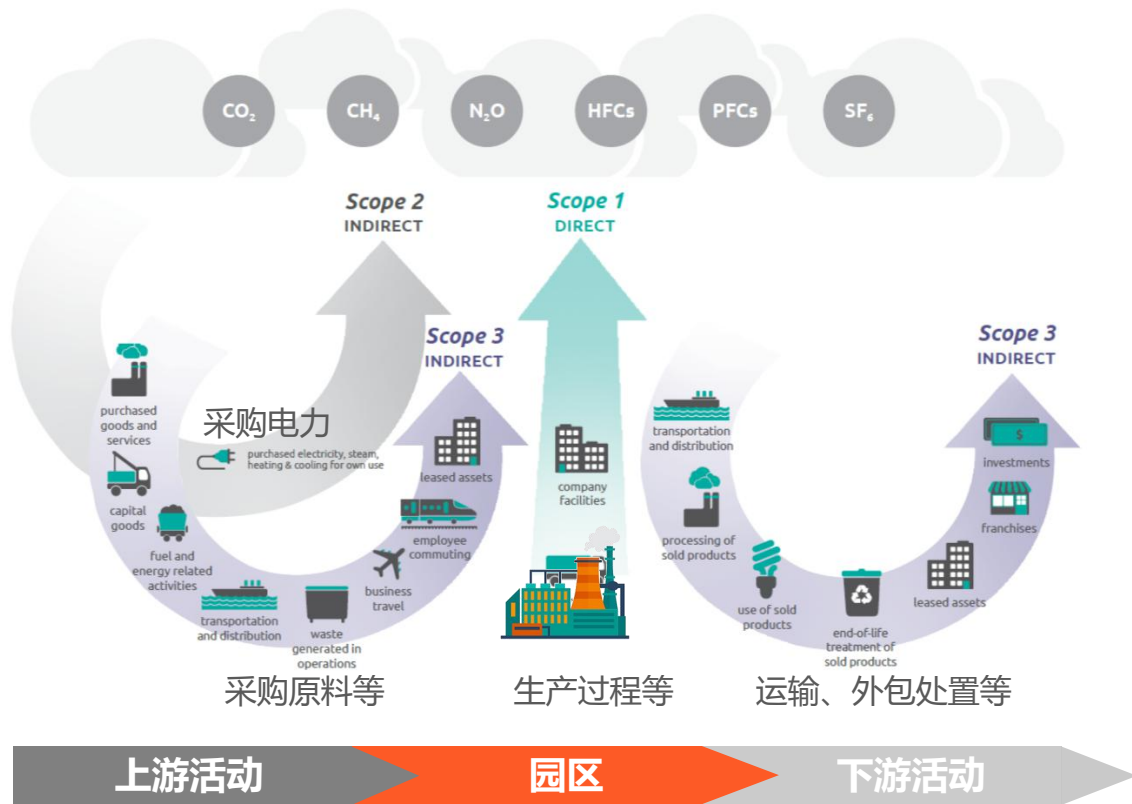 CO₂
CH₄
N₂O
HFCs
PFCs
SF₆
Scope 2
INDIRECT
Scope 1
DIRECT
Scope 3
INDIRECT
Scope 3
INDIRECT
purchased
goods and
services
采购电力
purchased electricity, steam,
heating & cooling for own use
capital
goods
fuel and
energy related
activities
transportation
and distribution
waste
generated in
operations
business
travel
employee
commuting
leased assets
company
facilities
transportation
and distribution
processing of
sold products
use of sold
products
end-of-life
treatment of
sold products
leased assets
franchises
$
investments
采购原料等
生产过程等
运输、外包处置等
上游活动
园区
下游活动